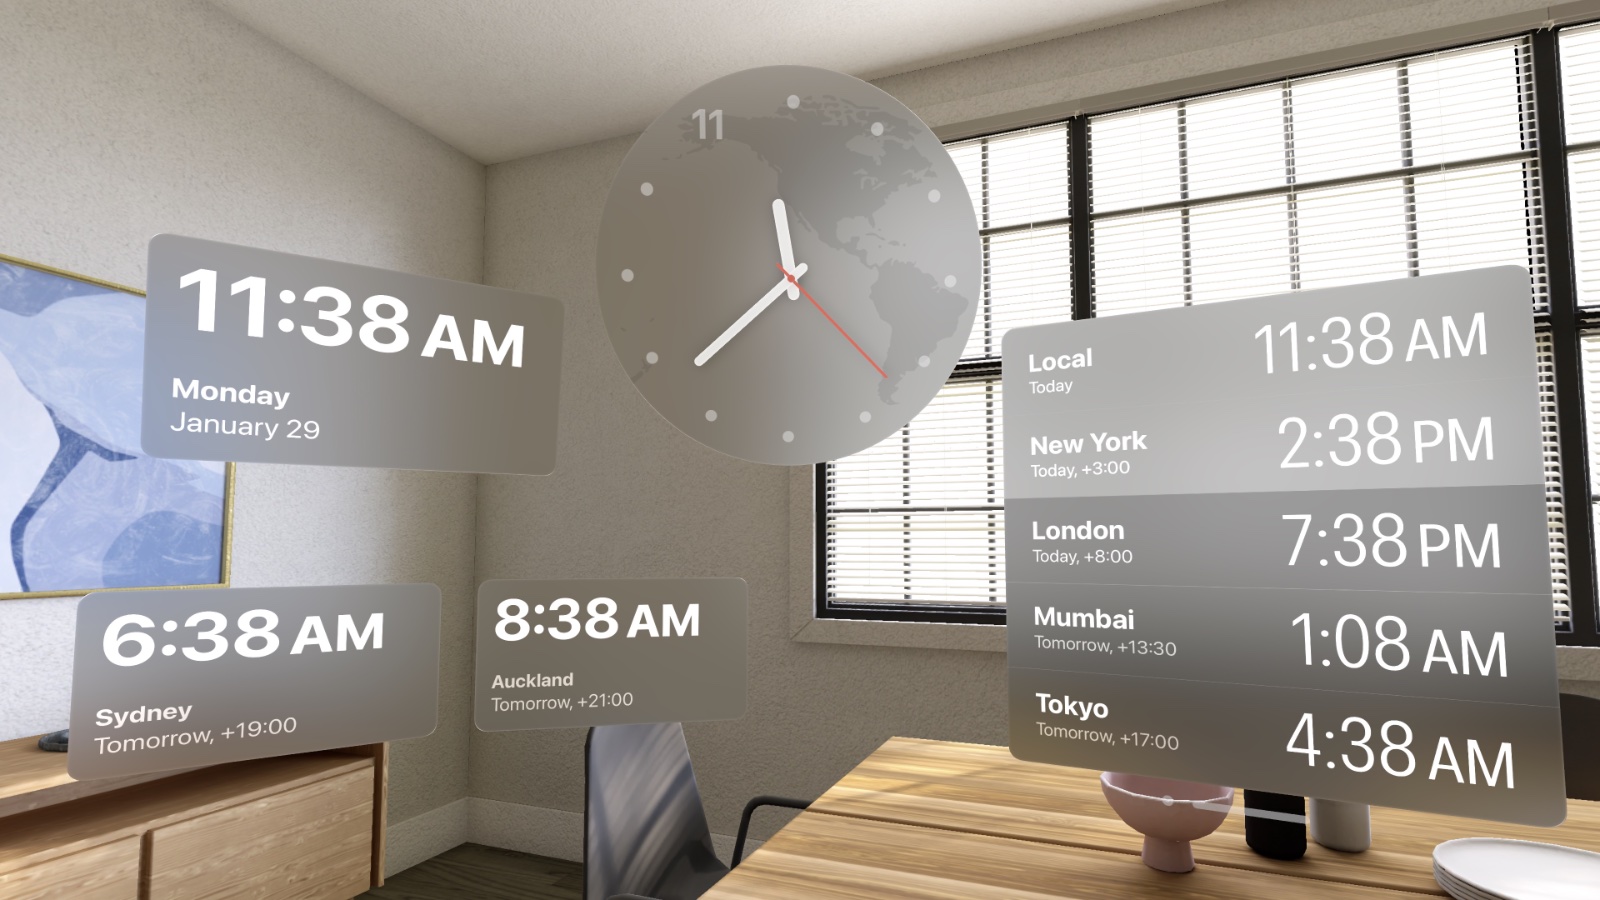 11
11:38 AM
Monday
January 29
6:38 AM
Sydney
Tomorrow, +19:00
8:38 AM
Auckland
Tomorrow, +21:00
Local
Today
11:38 AM
New York
Today, +3:00
2:38 PM
London
Today, +8:00
7:38 PM
Mumbai
Tomorrow, +13:30
1:08 AM
Tokyo
Tomorrow, +17:00
4:38 AM